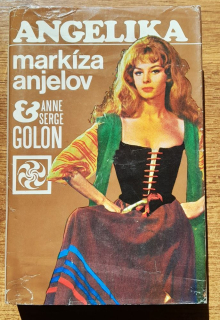 ANGELIKA
markíza
anjelov
& ANNE
SERGE
GOLON